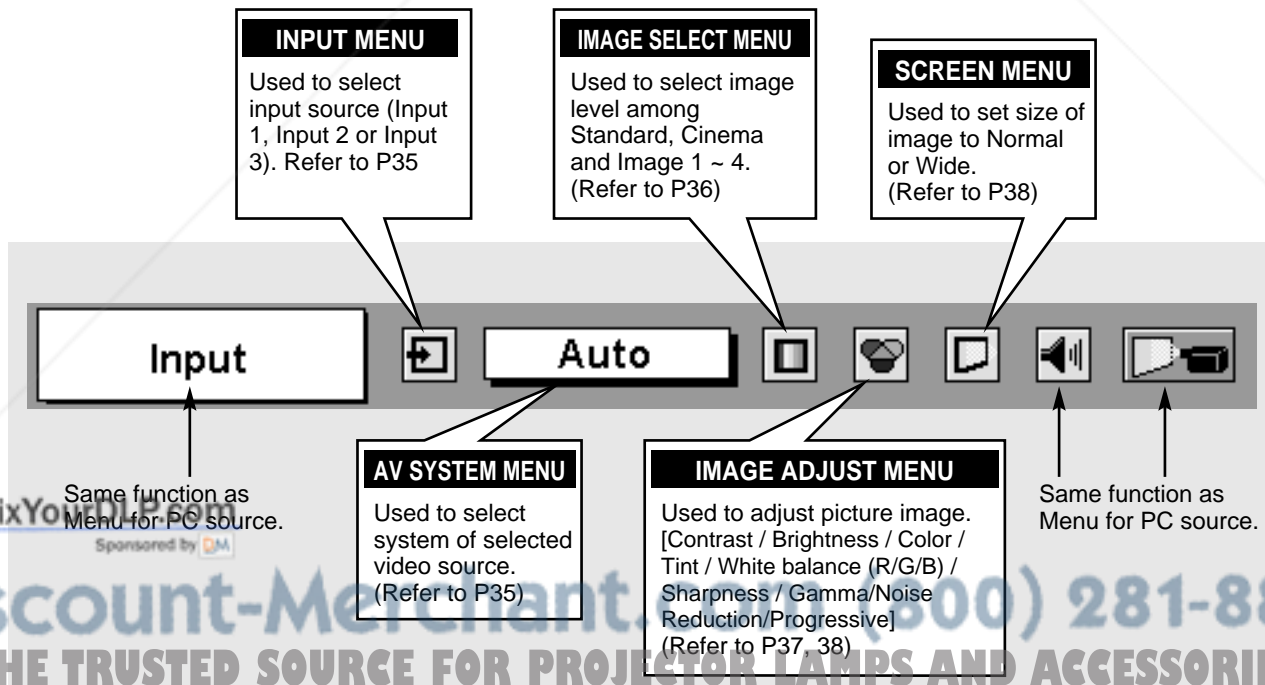 INPUT MENU
Used to select
input source (Input
1, Input 2 or Input
3). Refer to P35
IMAGE SELECT MENU
Used to select image
level among
Standard, Cinema
and Image 1 ~ 4.
(Refer to P36)
SCREEN MENU
Used to set size of
image to Normal
or Wide.
(Refer to P38)
Input
Auto
Same function as
Menu for PC source.
AV SYSTEM MENU
Used to select
system of selected
video source.
(Refer to P35)
IMAGE ADJUST MENU
Used to adjust picture image.
[Contrast / Brightness / Color /
Tint / White balance (R/G/B) /
Sharpness / Gamma/Noise
Reduction/Progressive]
(Refer to P37, 38)
Same function as
Menu for PC source.
ixYourDLP.com
Sponsored by DM
scount-Merchant.com (800) 281-88
HE TRUSTED SOURCE FOR PROJECTOR LAMPS AND ACCESSORI